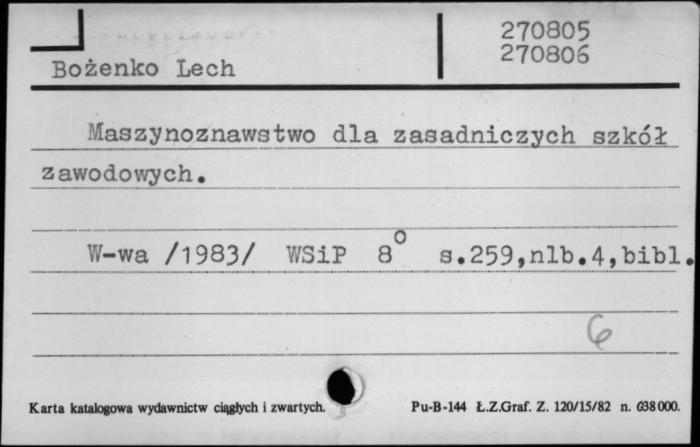 270805
270806
Bożenko Lech
Maszynoznawstwo dla zasadniczych szkół
zawodowych.
W-wa /1983/ WSiP 8° s.259,nlb.4,bibl.
6
Karta katalogowa wydawnictw ciągłych i zwartych. Pu-B-144 Ł.Z.Graf. Z. 120/15/82 n. 638000.